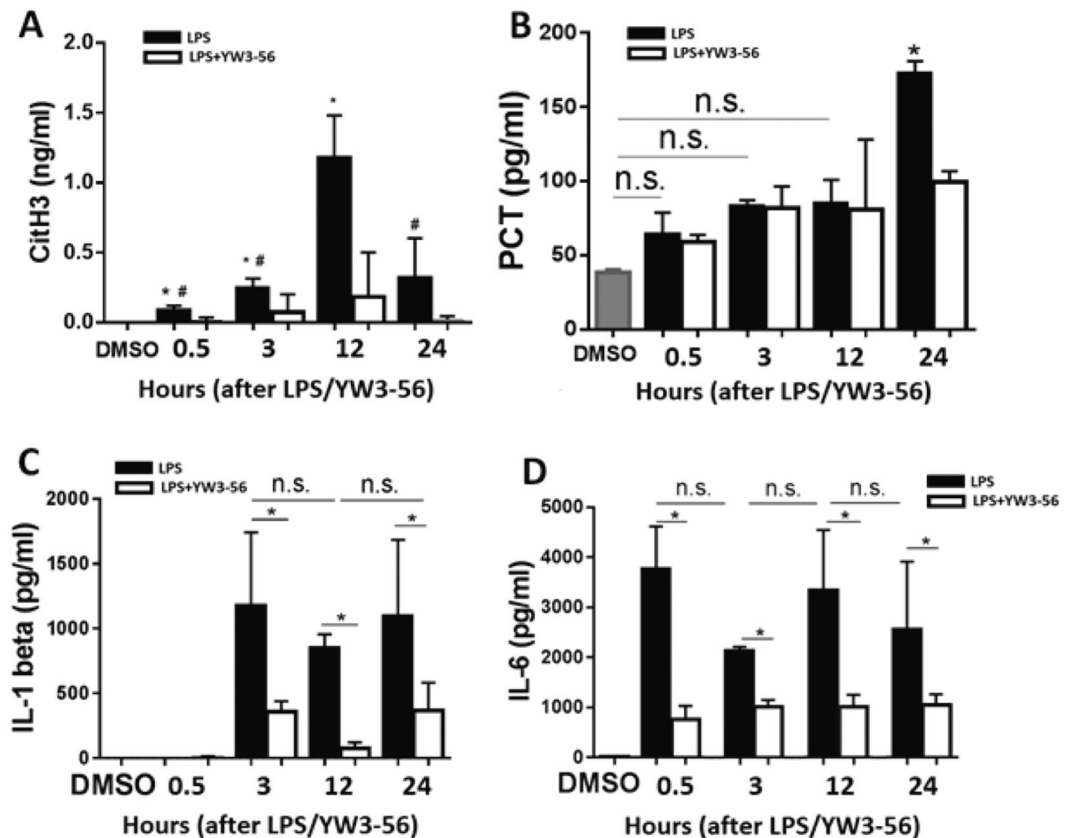 A
LPS
LPS+YW3-56
2.0
1.5
1.0
0.5
0.0
CitH3 (ng/ml)
* #
* #
*
#
DMSO 0.5 3 12 24
Hours (after LPS/YW3-56)
B
LPS
LPS+YW3-56
200
150
100
50
0
PCT (pg/ml)
n.s.
n.s.
n.s.
*
DMSO 0.5 3 12 24
Hours (after LPS/YW3-56)
C
LPS
LPS+YW3-56
2000
1500
1000
500
0
IL-1 beta (pg/ml)
n.s. n.s.
* * *
DMSO 0.5 3 12 24
Hours (after LPS/YW3-56)
D
LPS
LPS+YW3-56
5000
4000
3000
2000
1000
0
IL-6 (pg/ml)
n.s. n.s. n.s.
* * * *
DMSO 0.5 3 12 24
Hours (after LPS/YW3-56)